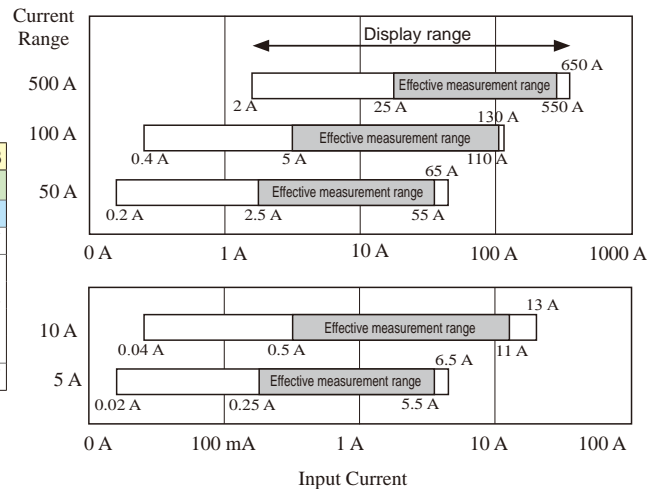 Current
Range
Display range
650 A
500 A
Effective measurement range
2 A
25 A
550 A
130 A
100 A
Effective measurement range
0.4 A
5 A
110 A
65 A
50 A
Effective measurement range
0.2 A
2.5 A
55 A
0 A
1 A
10 A
100 A
1000 A
13 A
10 A
Effective measurement range
0.04 A
0.5 A
11 A
6.5 A
5 A
Effective measurement range
0.02 A
0.25 A
5.5 A
0 A
100 mA
1 A
10 A
100 A
Input Current